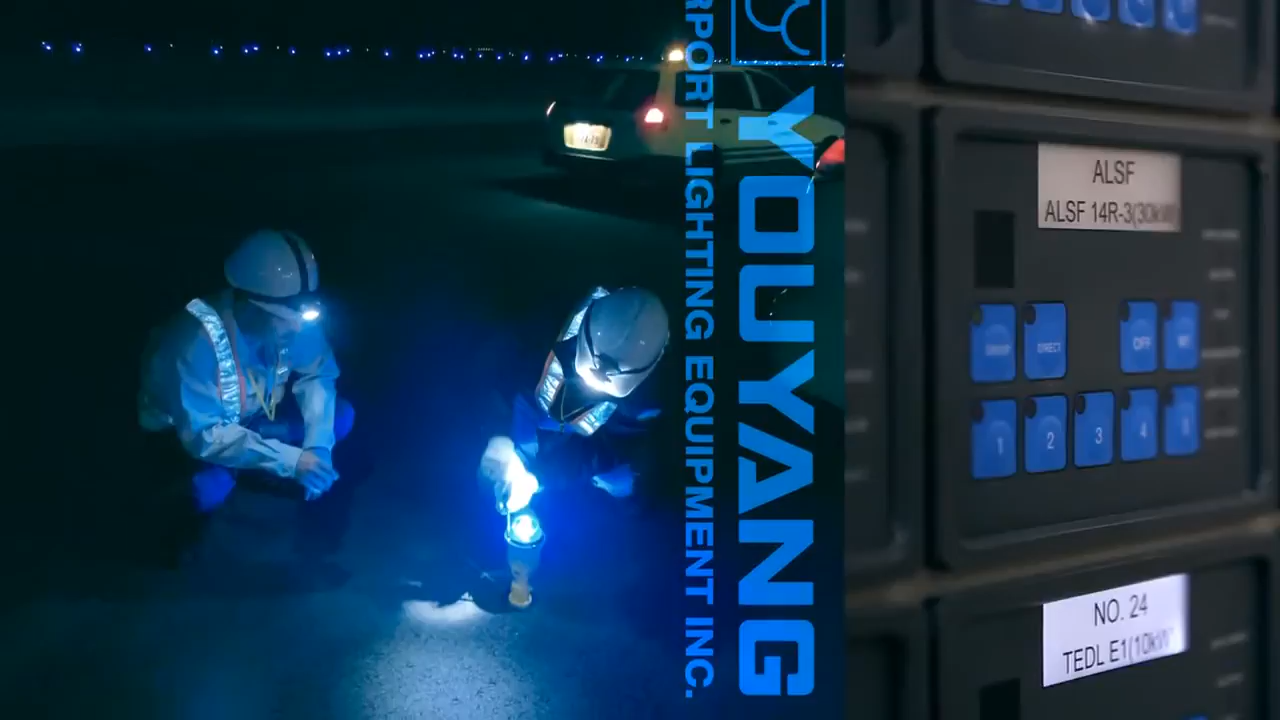 YOUYANG
RPORT LIGHTING EQUIPMENT INC.
ALSF
ALSF 14R-3(30kW
DIRECT
OFF
1
2
3
4
NO. 24
TEDL E1(10kW